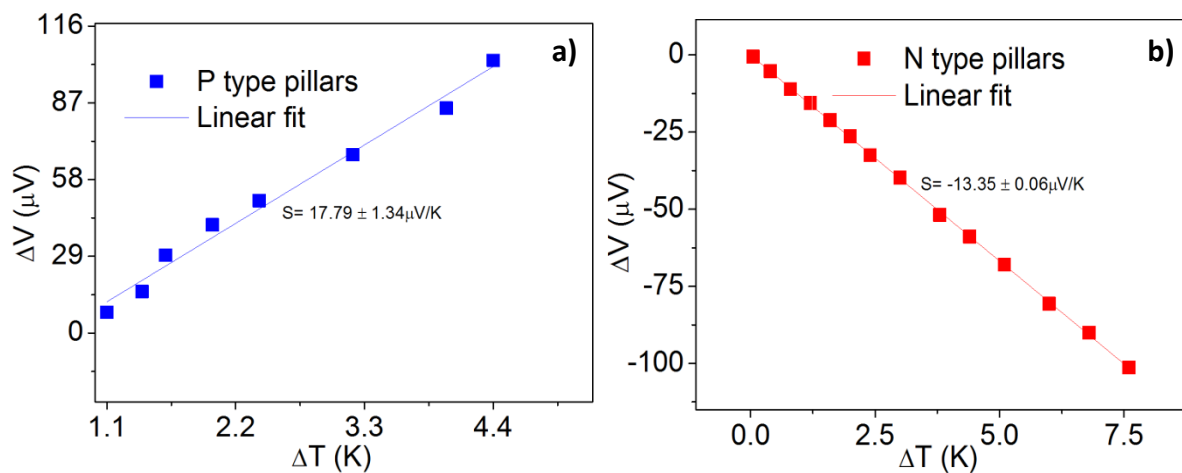 a)
P type pillars
Linear fit
S= 17.79 ± 1.34μV/K
116
87
58
29
0
ΔV (μV)
1.1
2.2
3.3
4.4
ΔT (K)
b)
N type pillars
Linear fit
S= -13.35 ± 0.06μV/K
0
-25
-50
-75
-100
ΔV (μV)
0.0
2.5
5.0
7.5
ΔT (K)